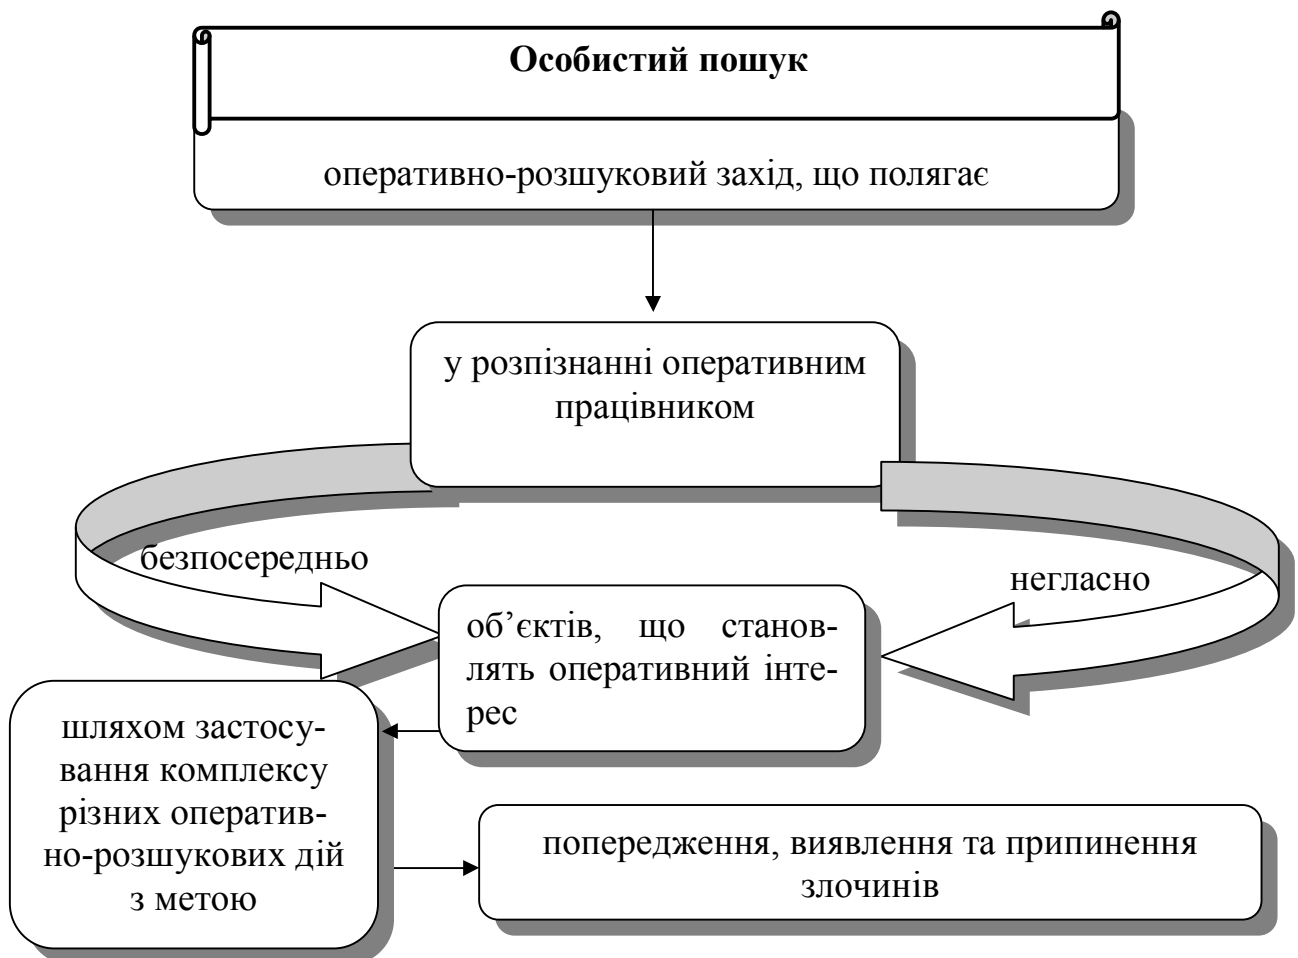 Особистий пошук
оперативно-розшуковий захід, що полягає
у розпізнанні оперативним
працівником
безпосередньо
негласно
об’єктів, що станов-
лять оперативний інте-
рес
шляхом застосу-
вання комплексу
різних оператив-
но-розшукових дій
з метою
попередження, виявлення та припинення
злочинів